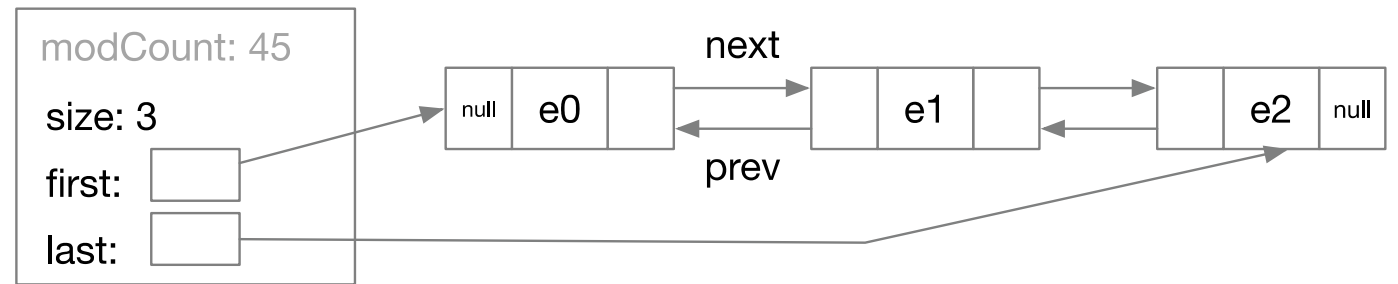 modCount: 45
size: 3
first:
last:
next
null e0 e1 e2 null
prev